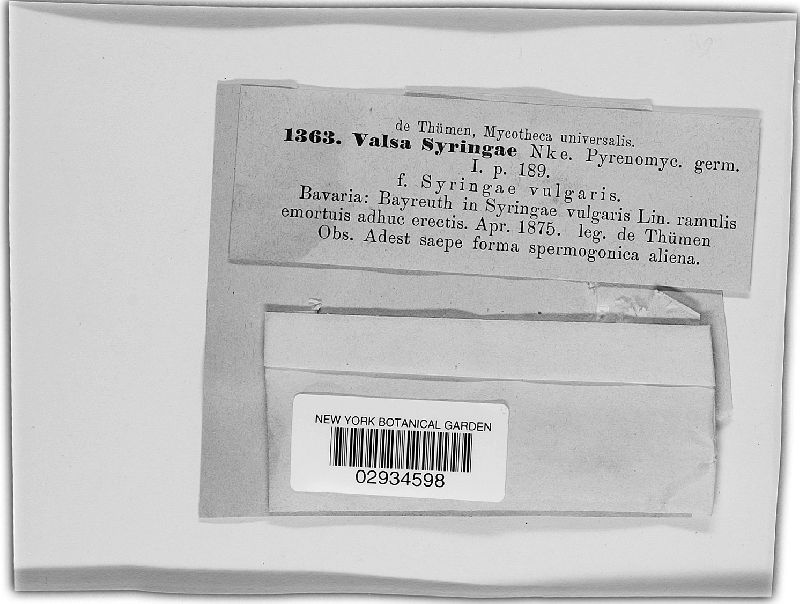 de Thümen, Mycotheca universalis.
1363. Valsa Syringae Nke. Pyrenomyc. germ.
I. p. 189.
f. Syringae vulgaris.
Bavaria: Bayreuth in Syringae vulgaris Lin. ramulis
emortuis adhuc erectis. Apr. 1875. leg. de Thümen
Obs. Adest saepe forma spermogonica aliena.
NEW YORK BOTANICAL GARDEN
02934598